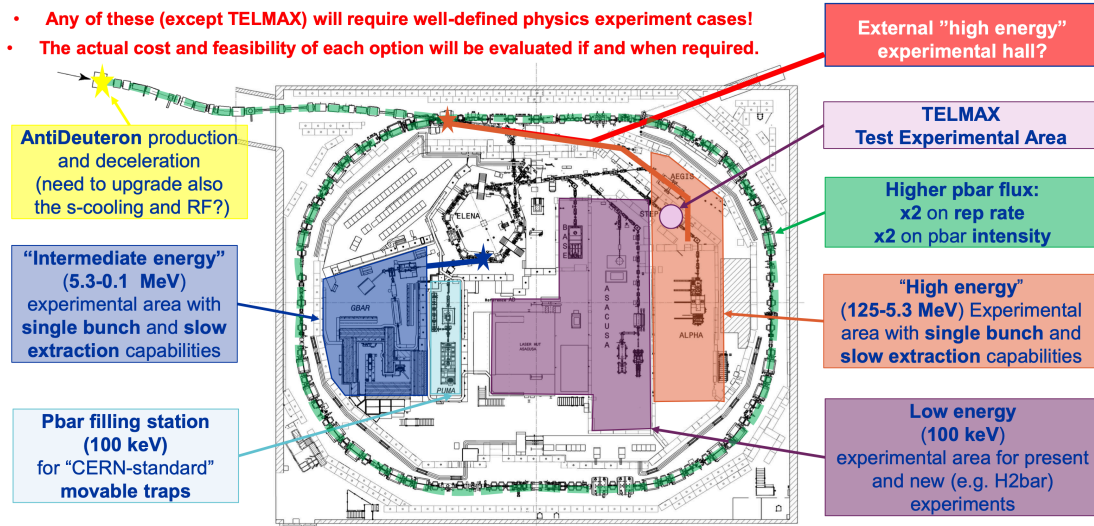 • Any of these (except TELMAX) will require well-defined physics experiment cases!
• The actual cost and feasibility of each option will be evaluated if and when required.
External ”high energy”
experimental hall?
TELMAX
Test Experimental Area
AntiDeuteron production
and deceleration
(need to upgrade also
the s-cooling and RF?)
Higher pbar flux:
x2 on rep rate
x2 on pbar intensity
“Intermediate energy”
(5.3-0.1 MeV)
experimental area with
single bunch and slow
extraction capabilities
“High energy”
(125-5.3 MeV) Experimental
area with single bunch and
slow extraction capabilities
Pbar filling station
(100 keV)
for “CERN-standard”
movable traps
Low energy
(100 keV)
experimental area for present
and new (e.g. H2bar)
experiments
AEGIS
ELENA
STEP
BASE
GBAR
ASACUSA
ALPHA
LASER HUT
ASACUSA
PUMA